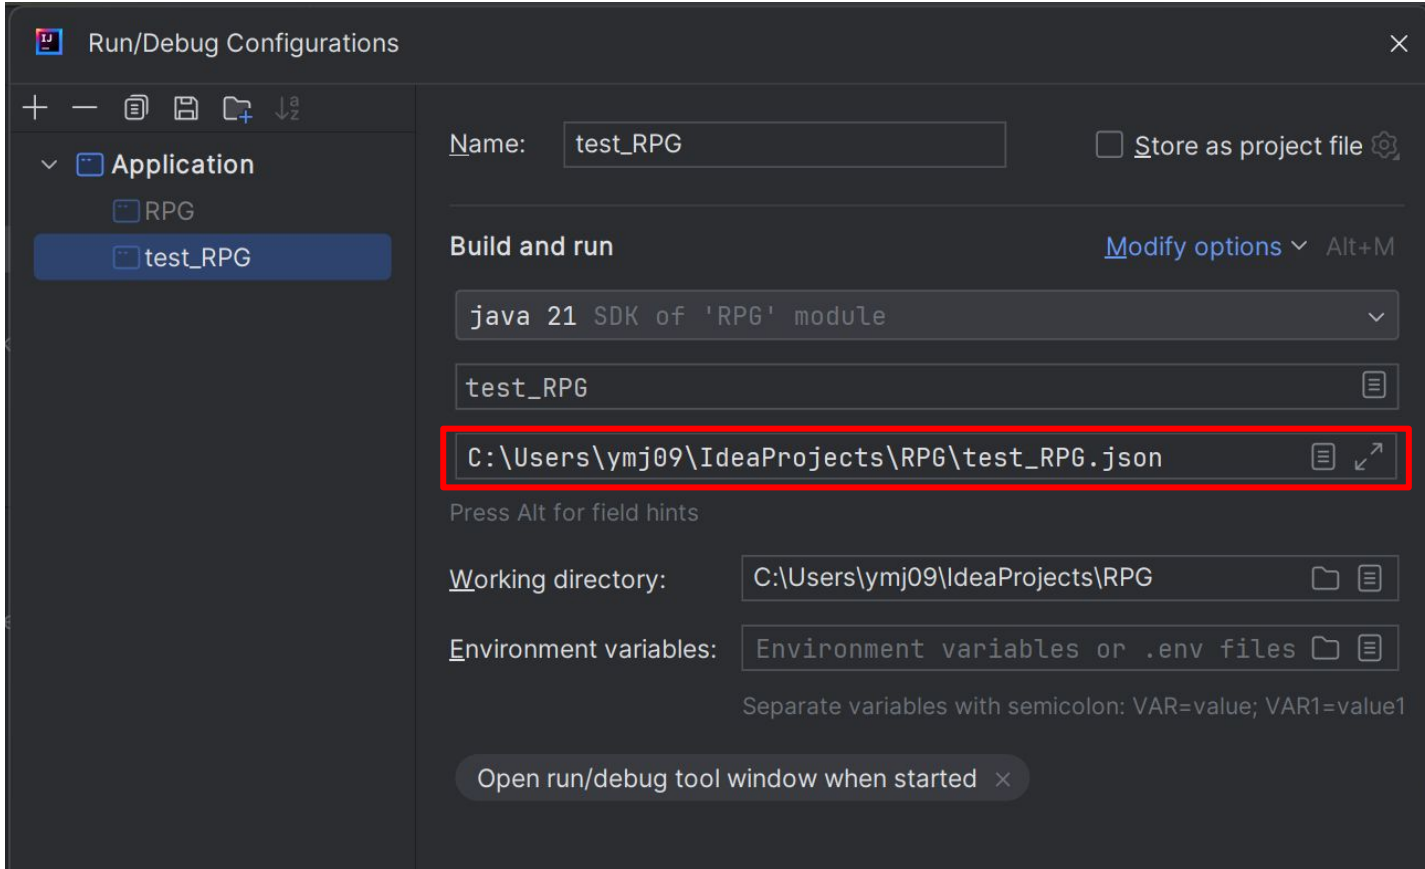 Run/Debug Configurations
Application
RPG
test_RPG
Name: test_RPG
Store as project file
Build and run
Modify options Alt+M
java 21 SDK of 'RPG' module
test_RPG
C:\Users\ymj09\IdeaProjects\RPG\test_RPG.json
Press Alt for field hints
Working directory: C:\Users\ymj09\IdeaProjects\RPG
Environment variables: Environment variables or .env files
Separate variables with semicolon: VAR=value; VAR1=value1
Open run/debug tool window when started